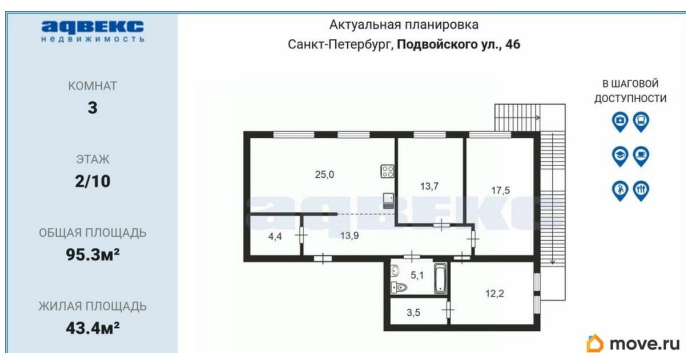 адвекс
НЕДВИЖИМОСТЬ
КОМНАТ
3
ЭТАЖ
2/10
ОБЩАЯ ПЛОЩАДЬ
95.3м²
ЖИЛАЯ ПЛОЩАДЬ
43.4м²
Актуальная планировка
Санкт-Петербург, Подвойского ул., 46
25,0
13,7
17,5
4,4
13,9
5,1
12,2
3,5
адвекс
В ШАГОВОЙ
ДОСТУПНОСТИ
move.ru